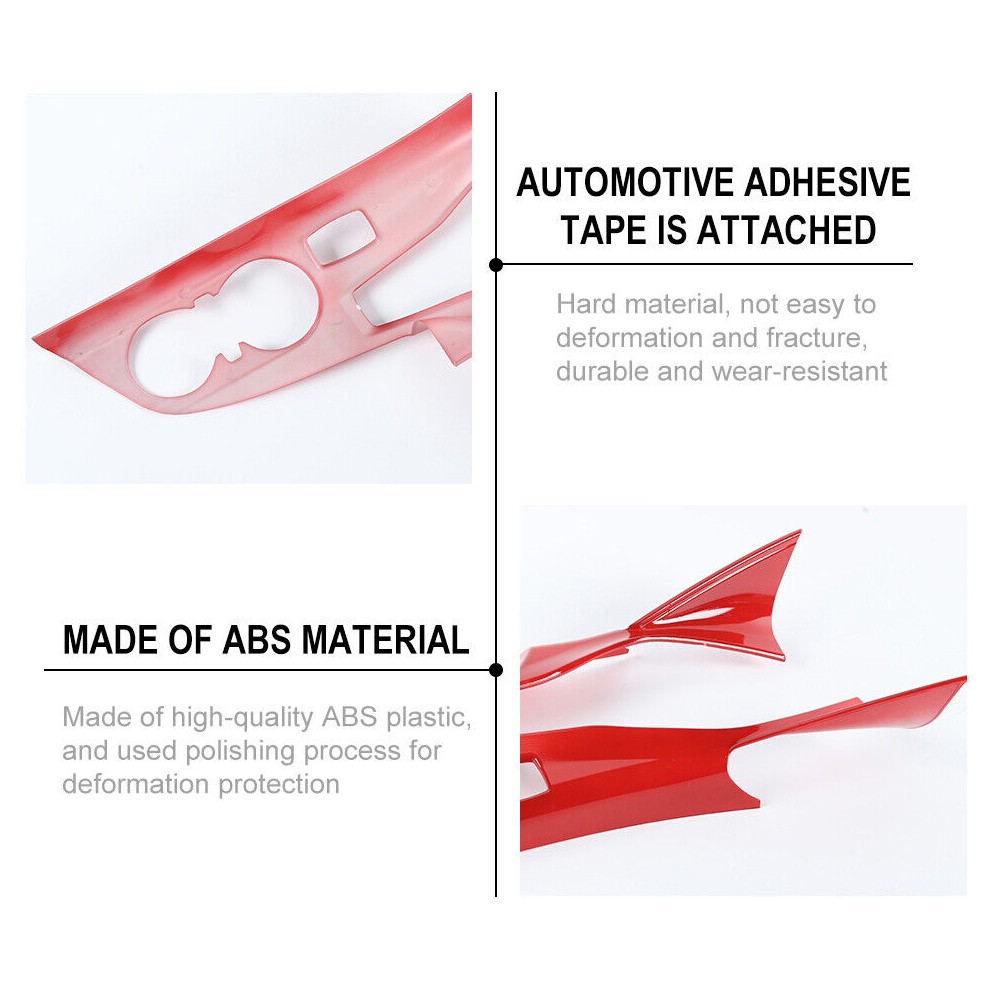 AUTOMOTIVE ADHESIVE
TAPE IS ATTACHED
Hard material, not easy to
deformation and fracture,
durable and wear-resistant
MADE OF ABS MATERIAL
Made of high-quality ABS plastic,
and used polishing process for
deformation protection